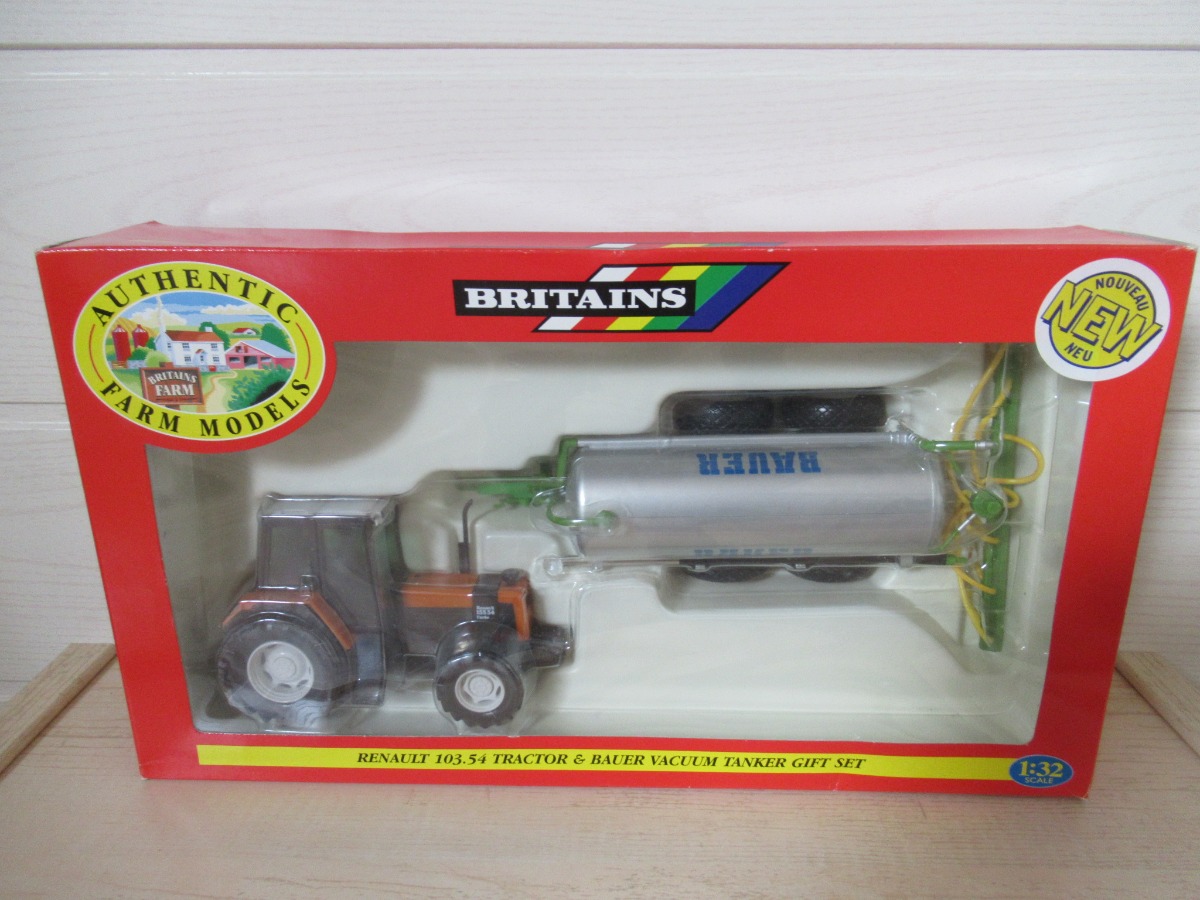 AUTHENTIC
FARM MODELS
BRITAINS
FARM
BRITAINS
NOUVEAU
NEW
NEU
BAUER
BAUER
RENAULT 103.54 TRACTOR & BAUER VACUUM TANKER GIFT SET
1:32
SCALE